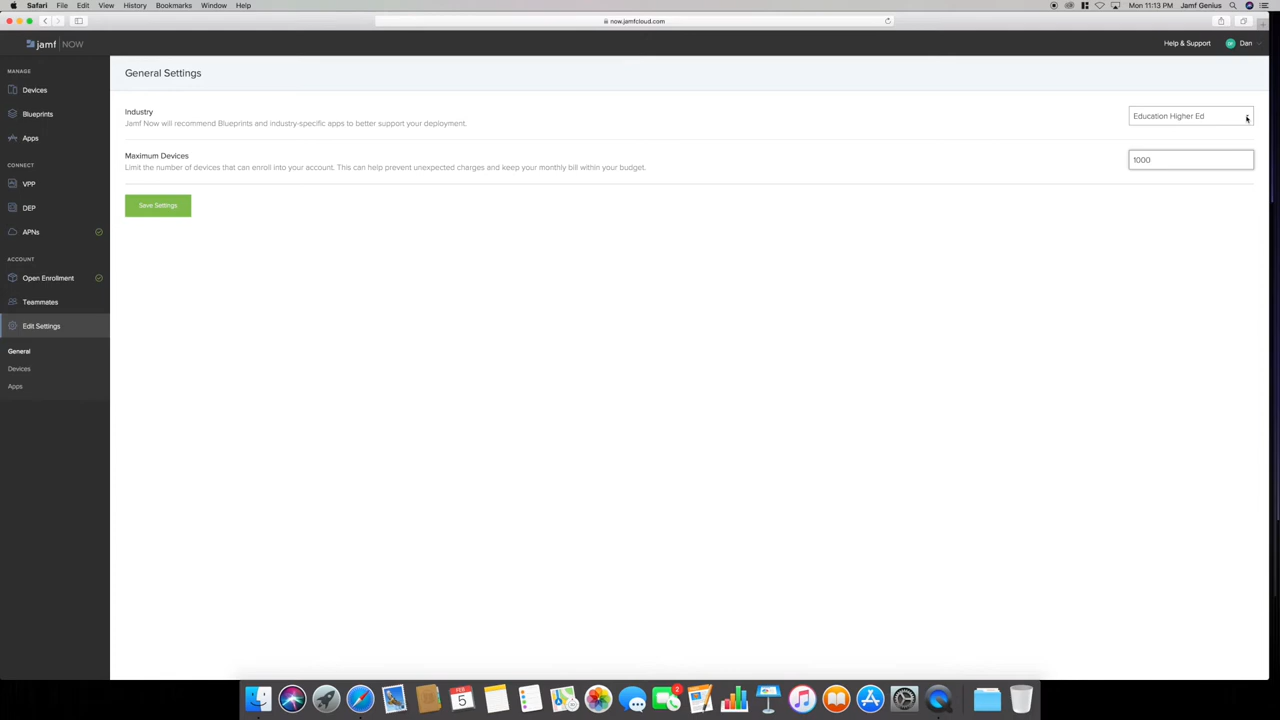 Safari File Edit View History Bookmarks Window Help
Mon 11:13 PM Jamf Genius
now.jamfcloud.com
jamf | NOW
Help & Support
Dan
MANAGE
Devices
Blueprints
Apps
CONNECT
VPP
DEP
APNs
ACCOUNT
Open Enrollment
Teammates
Edit Settings
General
Devices
Apps
General Settings
Industry
Jamf Now will recommend Blueprints and industry-specific apps to better support your deployment.
Education Higher Ed
Maximum Devices
Limit the number of devices that can enroll into your account. This can help prevent unexpected charges and keep your monthly bill within your budget.
1000
Save Settings
FEB
5
2